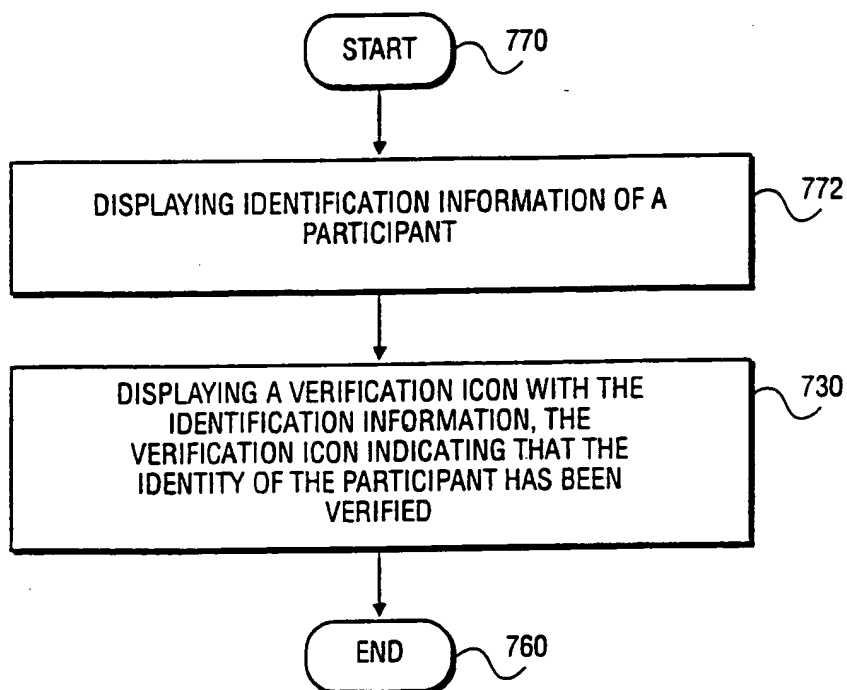 START
770
DISPLAYING IDENTIFICATION INFORMATION OF A
PARTICIPANT
772
DISPLAYING A VERIFICATION ICON WITH THE
IDENTIFICATION INFORMATION, THE
VERIFICATION ICON INDICATING THAT THE
IDENTITY OF THE PARTICIPANT HAS BEEN
VERIFIED
730
END
760